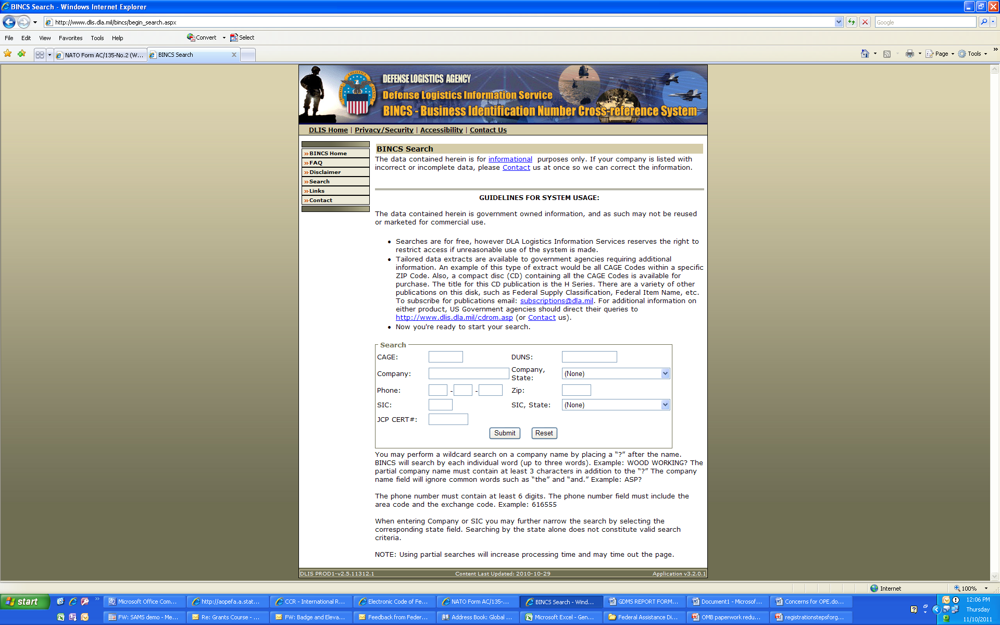 BINCS Search - Windows Internet Explorer
http://www.dlis.dla.mil/bincs/begin_search.aspx
Google
File Edit View Favorites Tools Help
Convert Select
NATO Form AC/135-No.2 (W...
BINCS Search
Page Tools
DEFENSE LOGISTICS AGENCY
Defense Logistics Information Service
BINCS - Business Identification Number Cross-reference System
DLIS Home | Privacy/Security | Accessibility | Contact Us
»BINCS Home
»FAQ
»Disclaimer
»Search
»Links
»Contact
BINCS Search
The data contained herein is for informational purposes only. If your company is listed with
incorrect or incomplete data, please Contact us at once so we can correct the information.
GUIDELINES FOR SYSTEM USAGE:
The data contained herein is government owned information, and as such may not be reused
or marketed for commercial use.
• Searches are for free, however DLA Logistics Information Services reserves the right to
restrict access if unreasonable use of the system is made.
• Tailored data extracts are available to government agencies requiring additional
information. An example of this type of extract would be all CAGE Codes within a specific
ZIP Code. Also, a compact disc (CD) containing all the CAGE Codes is available for
purchase. The title for this CD publication is the H Series. There are a variety of other
publications on this disk, such as Federal Supply Classification, Federal Item Name, etc.
To subscribe for publications email: subscriptions@dla.mil. For additional information on
either product, US Government agencies should direct their queries to
http://www.dlis.dla.mil/cdrom.asp (or Contact us).
• Now you're ready to start your search.
Search
CAGE: DUNS:
Company: Company, State: (None)
Phone: - - Zip:
SIC: SIC, State: (None)
JCP CERT#:
Submit Reset
You may perform a wildcard search on a company name by placing a “?” after the name.
BINCS will search by each individual word (up to three words). Example: WOOD WORKING? The
partial company name must contain at least 3 characters in addition to the “?” The company
name field will ignore common words such as “the” and “and.” Example: ASP?
The phone number must contain at least 6 digits. The phone number field must include the
area code and the exchange code. Example: 616555
When entering Company or SIC you may further narrow the search by selecting the
corresponding state field. Searching by the state alone does not constitute valid search
criteria.
NOTE: Using partial searches will increase processing time and may time out the page.
DLIS PROD1-v2.5.11312.1 Content Last Updated: 2010-10-29 Application v3.2.0.1
Internet 100%
start
Microsoft Office Com...
http://aopefa.a.stat...
CCR - International R...
Electronic Code of Fe...
NATO Form AC/135-...
BINCS Search - Wind...
GDMS REPORT FORM...
Document1 - Microsof...
Concerns for OPE.do...
12:06 PM
Thursday
FW: SAMS demo - Me...
Re: Grants Course - ...
FW: Badge and Eleva...
Feedback from Feder...
Address Book: Global ...
Microsoft Excel - Gen...
Federal Assistance Di...
OMB paperwork redu...
registrationstepsforg...
11/10/2011